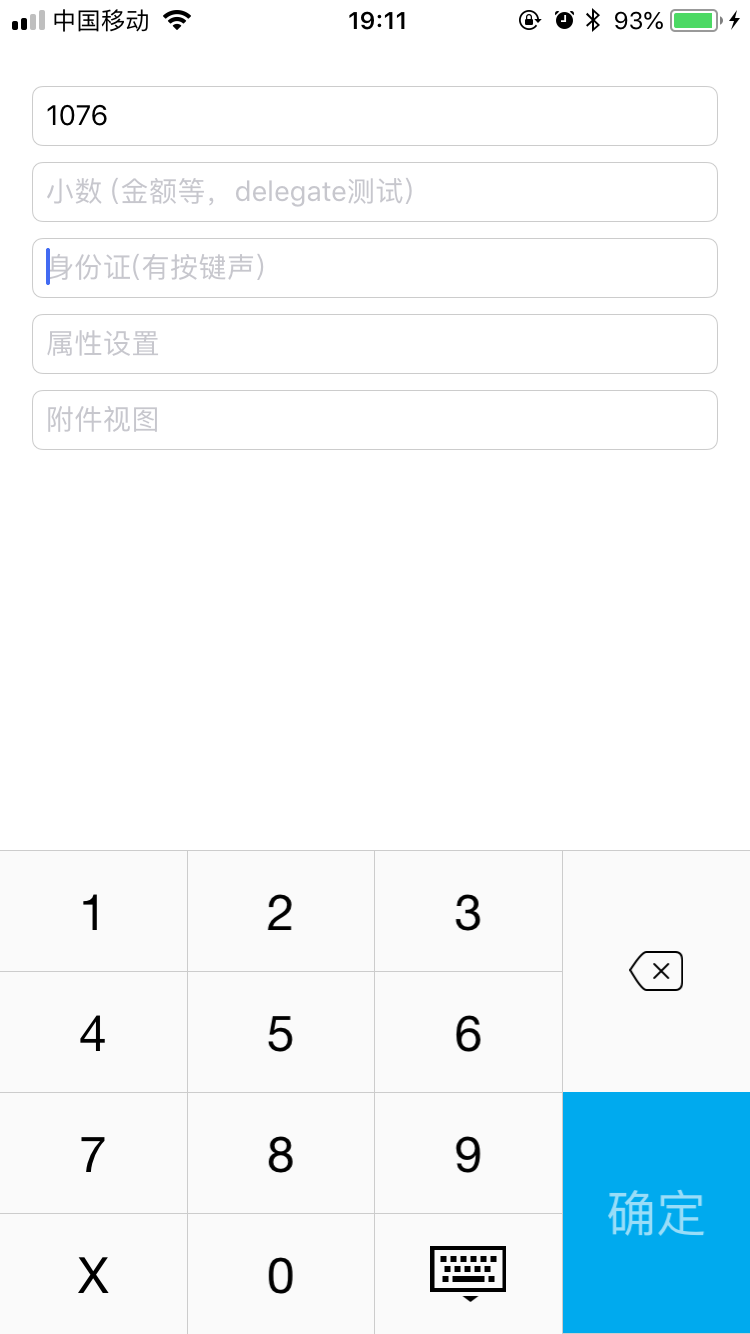 中国移动 19:11 93%
1076
小数 (金额等，delegate测试)
身份证(有按键声)
属性设置
附件视图
1 2 3
4 5 6
7 8 9
确定
X 0